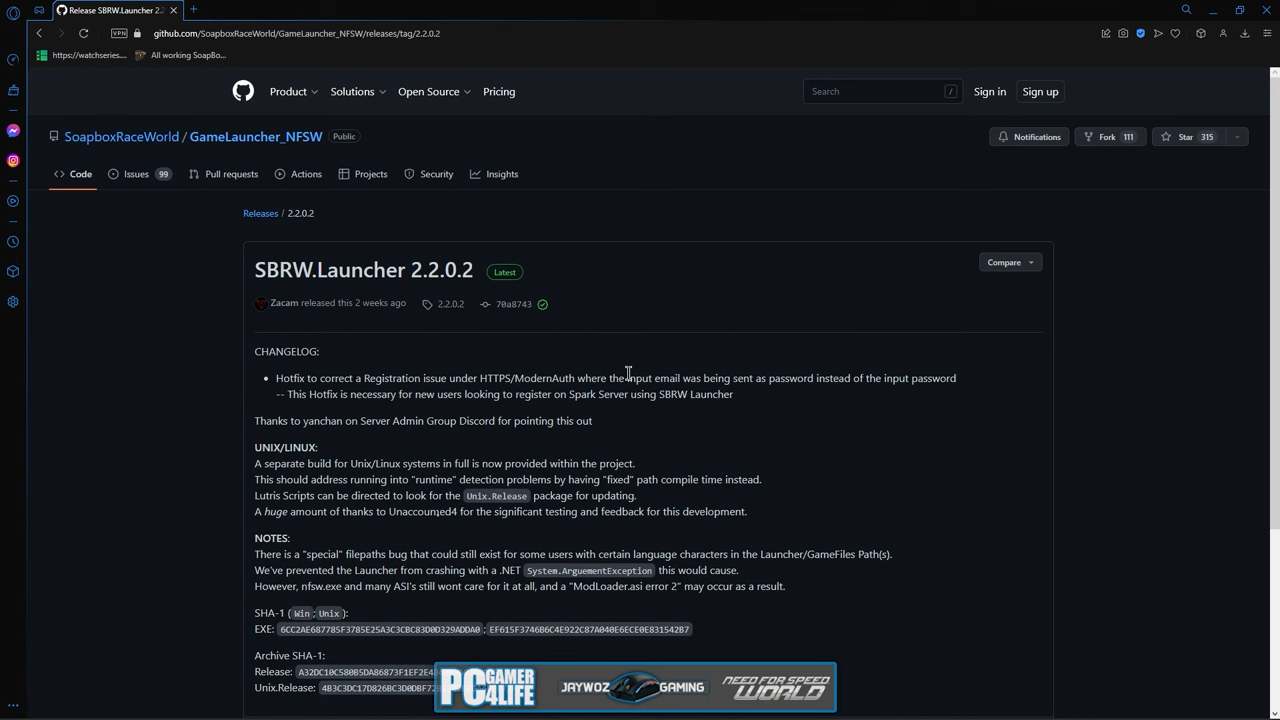 Release SBRW.Launcher 2.2
VPN
github.com/SoapboxRaceWorld/GameLauncher_NFSW/releases/tag/2.2.0.2
https://watchseries....
All working SoapBo...
Product
Solutions
Open Source
Pricing
Search
/
Sign in
Sign up
SoapboxRaceWorld / GameLauncher_NFSW
Public
Notifications
Fork 111
Star 315
Code
Issues 99
Pull requests
Actions
Projects
Security
Insights
Releases / 2.2.0.2
SBRW.Launcher 2.2.0.2
Latest
Compare
Zacam released this 2 weeks ago
2.2.0.2
70a8743
CHANGELOG:
Hotfix to correct a Registration issue under HTTPS/ModernAuth where the input email was being sent as password instead of the input password
-- This Hotfix is necessary for new users looking to register on Spark Server using SBRW Launcher
Thanks to yanchan on Server Admin Group Discord for pointing this out
UNIX/LINUX:
A separate build for Unix/Linux systems in full is now provided within the project.
This should address running into "runtime" detection problems by having "fixed" path compile time instead.
Lutris Scripts can be directed to look for the Unix.Release package for updating.
A huge amount of thanks to Unaccoun;ed4 for the significant testing and feedback for this development.
NOTES:
There is a "special" filepaths bug that could still exist for some users with certain language characters in the Launcher/GameFiles Path(s).
We've prevented the Launcher from crashing with a .NET System.ArguementException this would cause.
However, nfsw.exe and many ASI's still wont care for it at all, and a "ModLoader.asi error 2" may occur as a result.
SHA-1 ( Win ; Unix ):
EXE: 6CC2AE687785F3785E25A3C3CBC83D0D329ADDA0 ; EF615F3746B6C4E922C87A040E6ECE0E831542B7
Archive SHA-1:
Release:
Unix.Release:
PC GAMER 4LIFE
JAYWOZ GAMING
NEED FOR SPEED WORLD